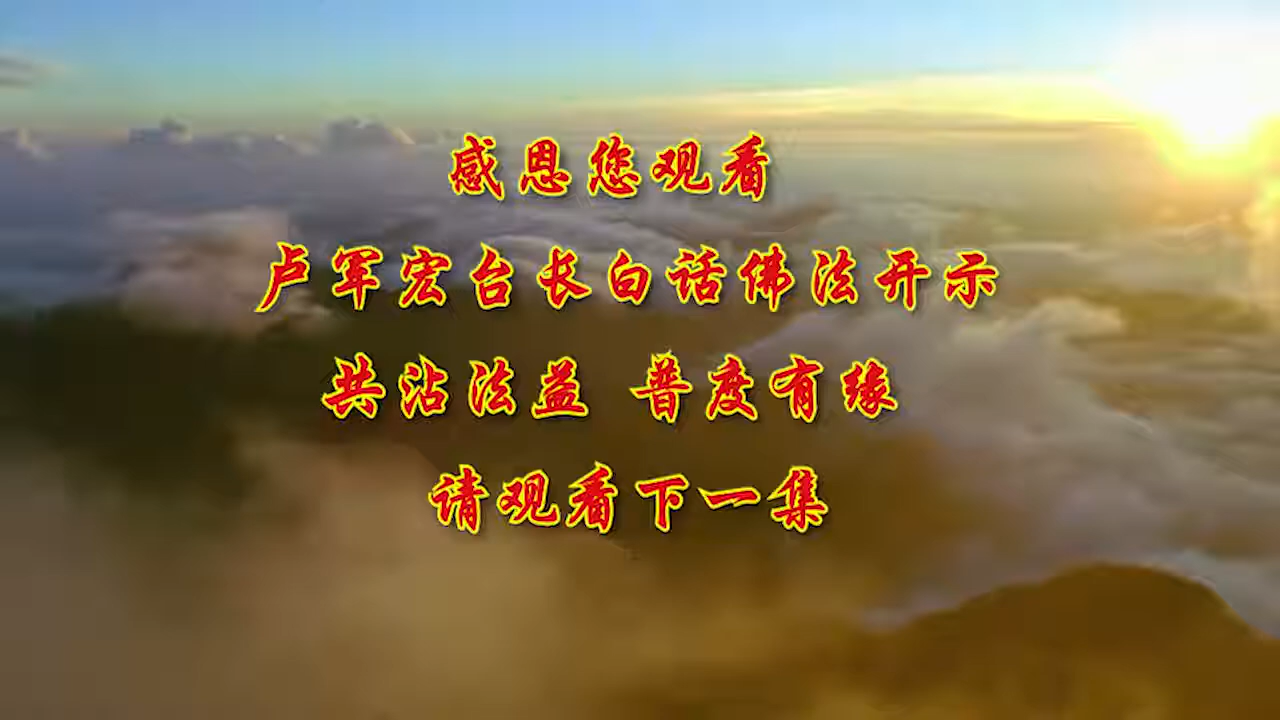 感恩您观看
卢军宏台长白话佛法开示
共沾法益 普度有缘
请观看下一集